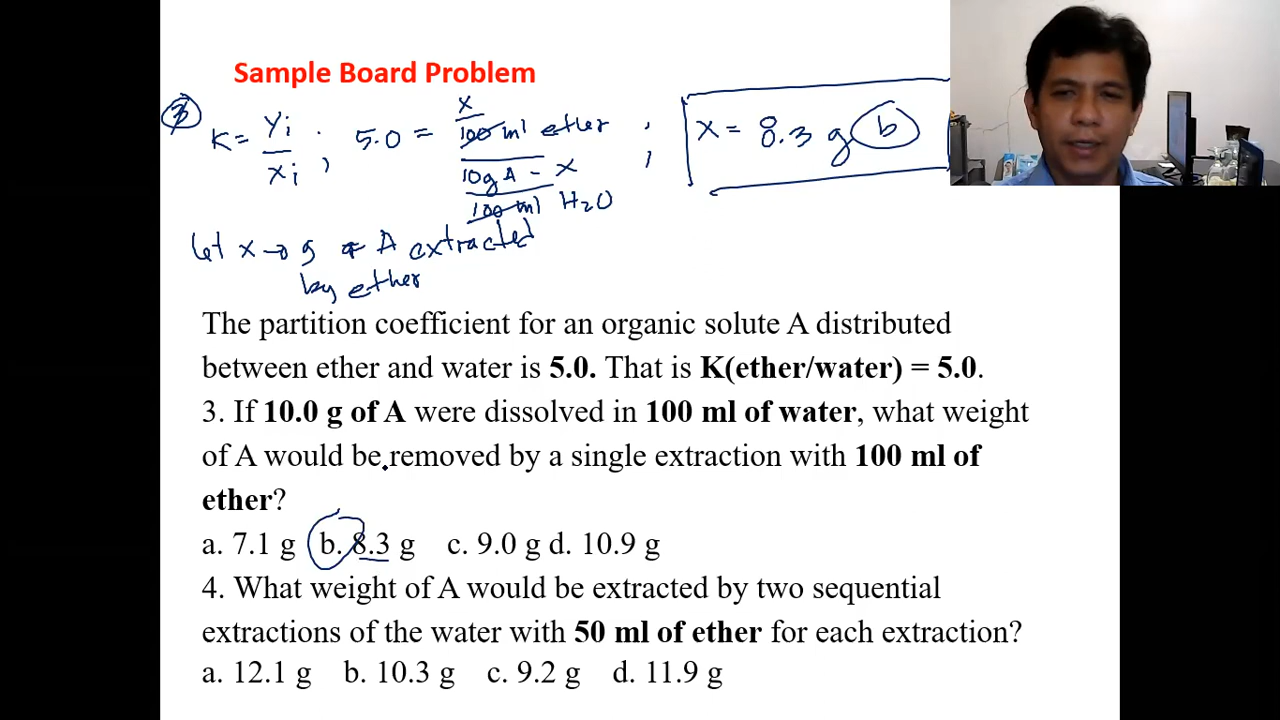 Sample Board Problem
3
K = yi / xi , 5.0 = x / 100 ml ether / 10g A - x / 100 ml H2O ; x = 8.3 g b
let x → g of A extracted
by ether
The partition coefficient for an organic solute A distributed
between ether and water is 5.0. That is K(ether/water) = 5.0.
3. If 10.0 g of A were dissolved in 100 ml of water, what weight
of A would be removed by a single extraction with 100 ml of
ether?
a. 7.1 g b. 8.3 g c. 9.0 g d. 10.9 g
4. What weight of A would be extracted by two sequential
extractions of the water with 50 ml of ether for each extraction?
a. 12.1 g b. 10.3 g c. 9.2 g d. 11.9 g